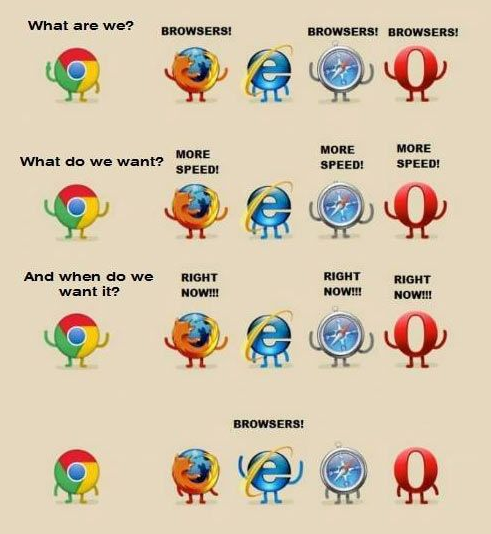 What are we?
BROWSERS!
BROWSERS!
BROWSERS!
What do we want?
MORE
SPEED!
MORE
SPEED!
MORE
SPEED!
And when do we
want it?
RIGHT
NOW!!!
RIGHT
NOW!!!
RIGHT
NOW!!!
BROWSERS!